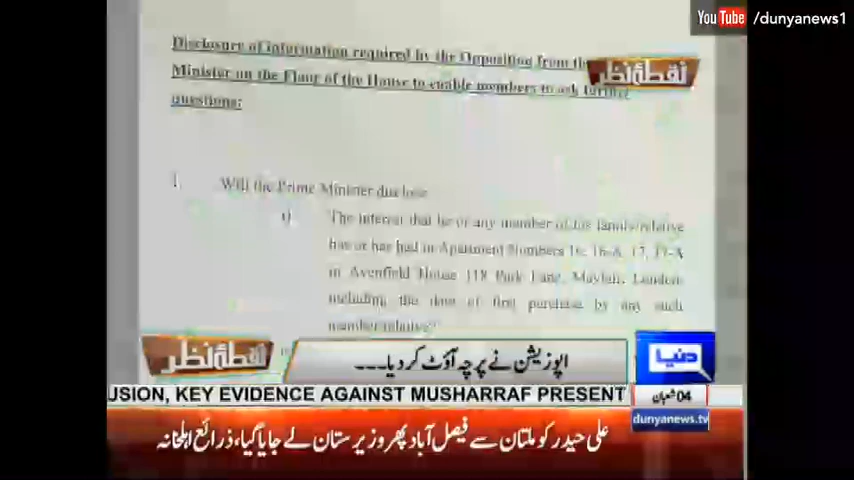 You Tube /dunyanews1
Disclosure of information required by the Opposition from the
Minister on the Floor of the House to enable members to ask further
questions:
نقطۂ نظر
1. Will the Prime Minister disclose
i) The interest that he or any member of his family/relative
has or has had in Apartment Numbers 16, 16-A, 17, 17-A
in Avenfield House 118 Park Lane, Mayfair, London
including the date of first purchase by any such
member/relative?
نقطۂ نظر
اپوزیشن نے پرچہ آؤٹ کر دیا ...
دنیا
USION, KEY EVIDENCE AGAINST MUSHARRAF PRESENT
04 شعبان
dunyanews.tv
علی حیدر کو ملتان سے فیصل آباد پھر وزیرستان لے جایا گیا، ذرائع اہلخانہ